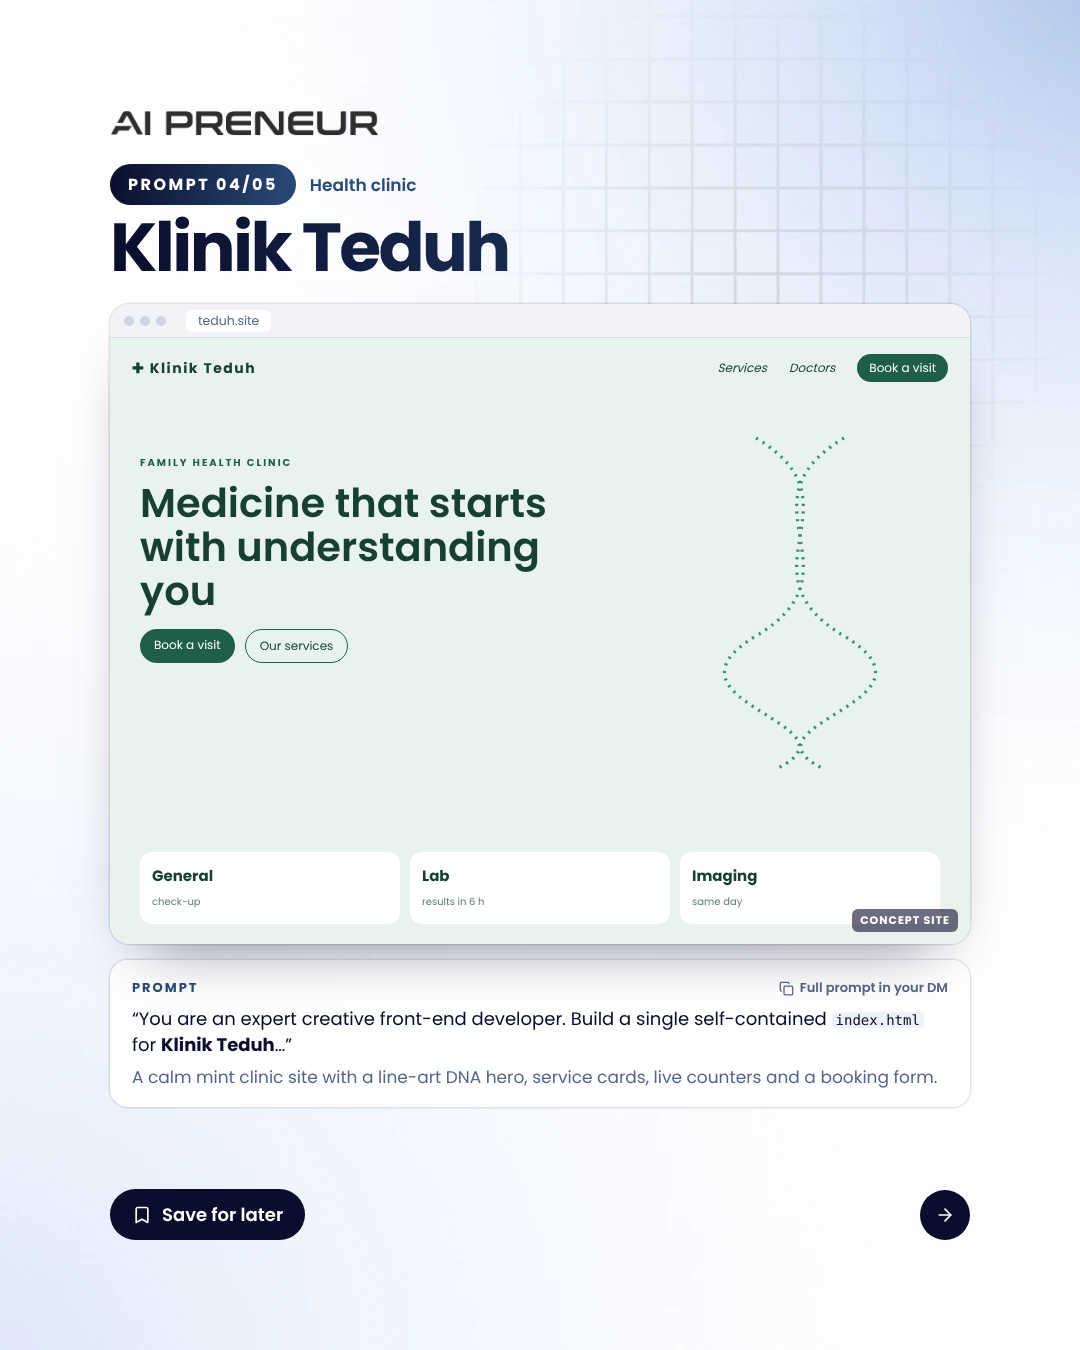 AI PRENEUR
PROMPT 04/05
Health clinic
Klinik Teduh
teduh.site
✚ Klinik Teduh
Services
Doctors
Book a visit
FAMILY HEALTH CLINIC
Medicine that starts
with understanding
you
Book a visit
Our services
General
check-up
Lab
results in 6 h
Imaging
same day
CONCEPT SITE
PROMPT
Full prompt in your DM
“You are an expert creative front-end developer. Build a single self-contained index.html
for Klinik Teduh…”
A calm mint clinic site with a line-art DNA hero, service cards, live counters and a booking form.
Save for later